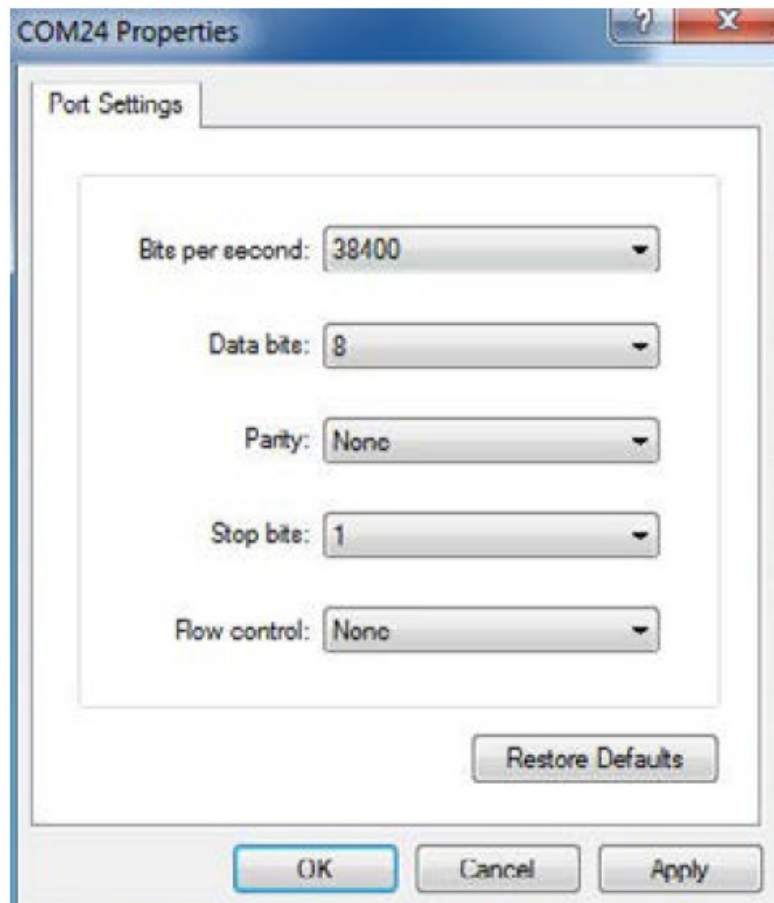 COM24 Properties
?
Port Settings
Bits per second: 38400
Data bits: 8
Parity: None
Stop bits: 1
Flow control: None
Restore Defaults
OK Cancel Apply